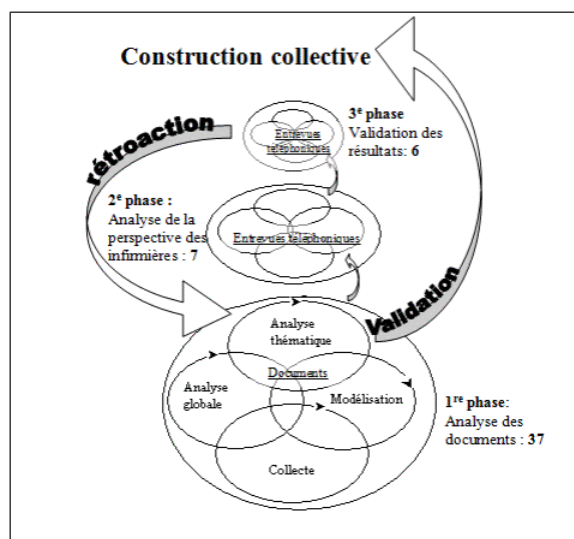 Construction collective
rétroaction
3e phase
Validation des
résultats: 6
Entrevues
téléphoniques
2e phase :
Analyse de la
perspective des
infirmières : 7
Entrevues téléphoniques
Validation
Analyse
thématique
Documents
Analyse
globale
Modélisation
Collecte
1re phase:
Analyse des
documents : 37